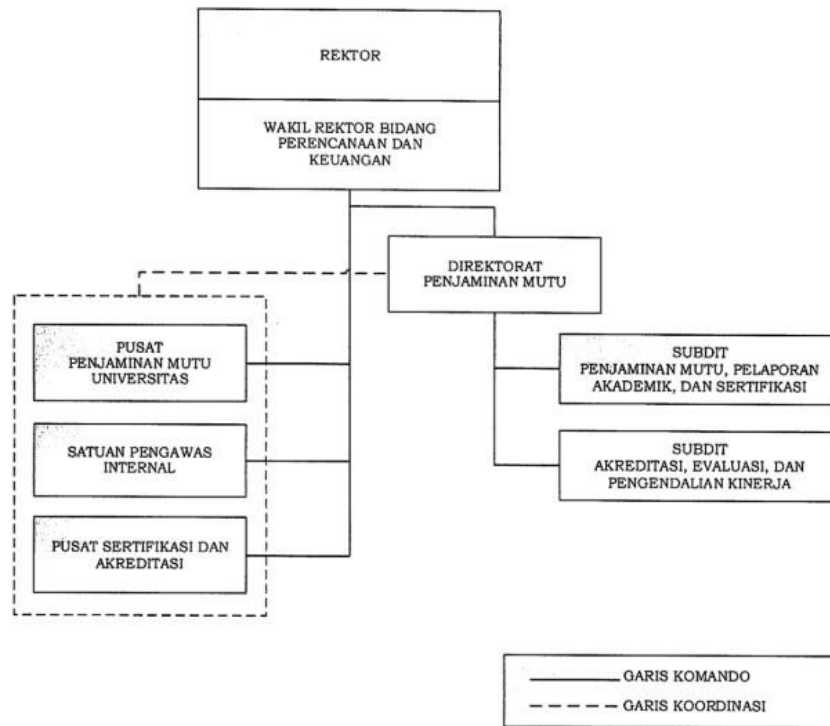 REKTOR
WAKIL REKTOR BIDANG
PERENCANAAN DAN
KEUANGAN
DIREKTORAT
PENJAMINAN MUTU
PUSAT
PENJAMINAN MUTU
UNIVERSITAS
SATUAN PENGAWAS
INTERNAL
PUSAT SERTIFIKASI DAN
AKREDITASI
SUBDIT
PENJAMINAN MUTU, PELAPORAN
AKADEMIK, DAN SERTIFIKASI
SUBDIT
AKREDITASI, EVALUASI, DAN
PENGENDALIAN KINERJA
GARIS KOMANDO
GARIS KOORDINASI